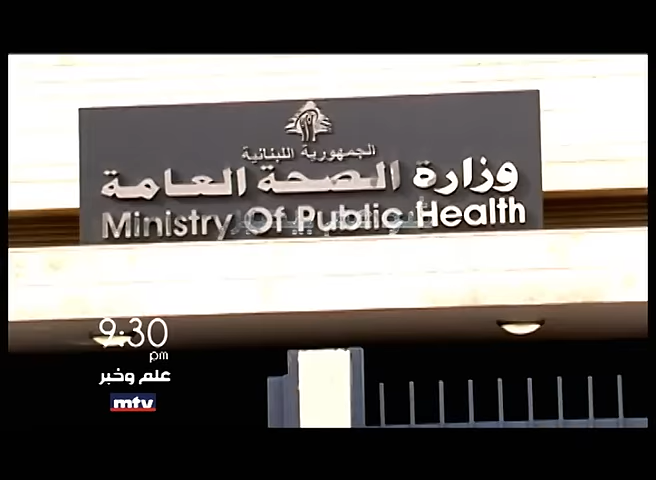 الجمهورية اللبنانية
وزارة الصحة العامة
Ministry Of Public Health
9:30
pm
علم وخبر
mtv